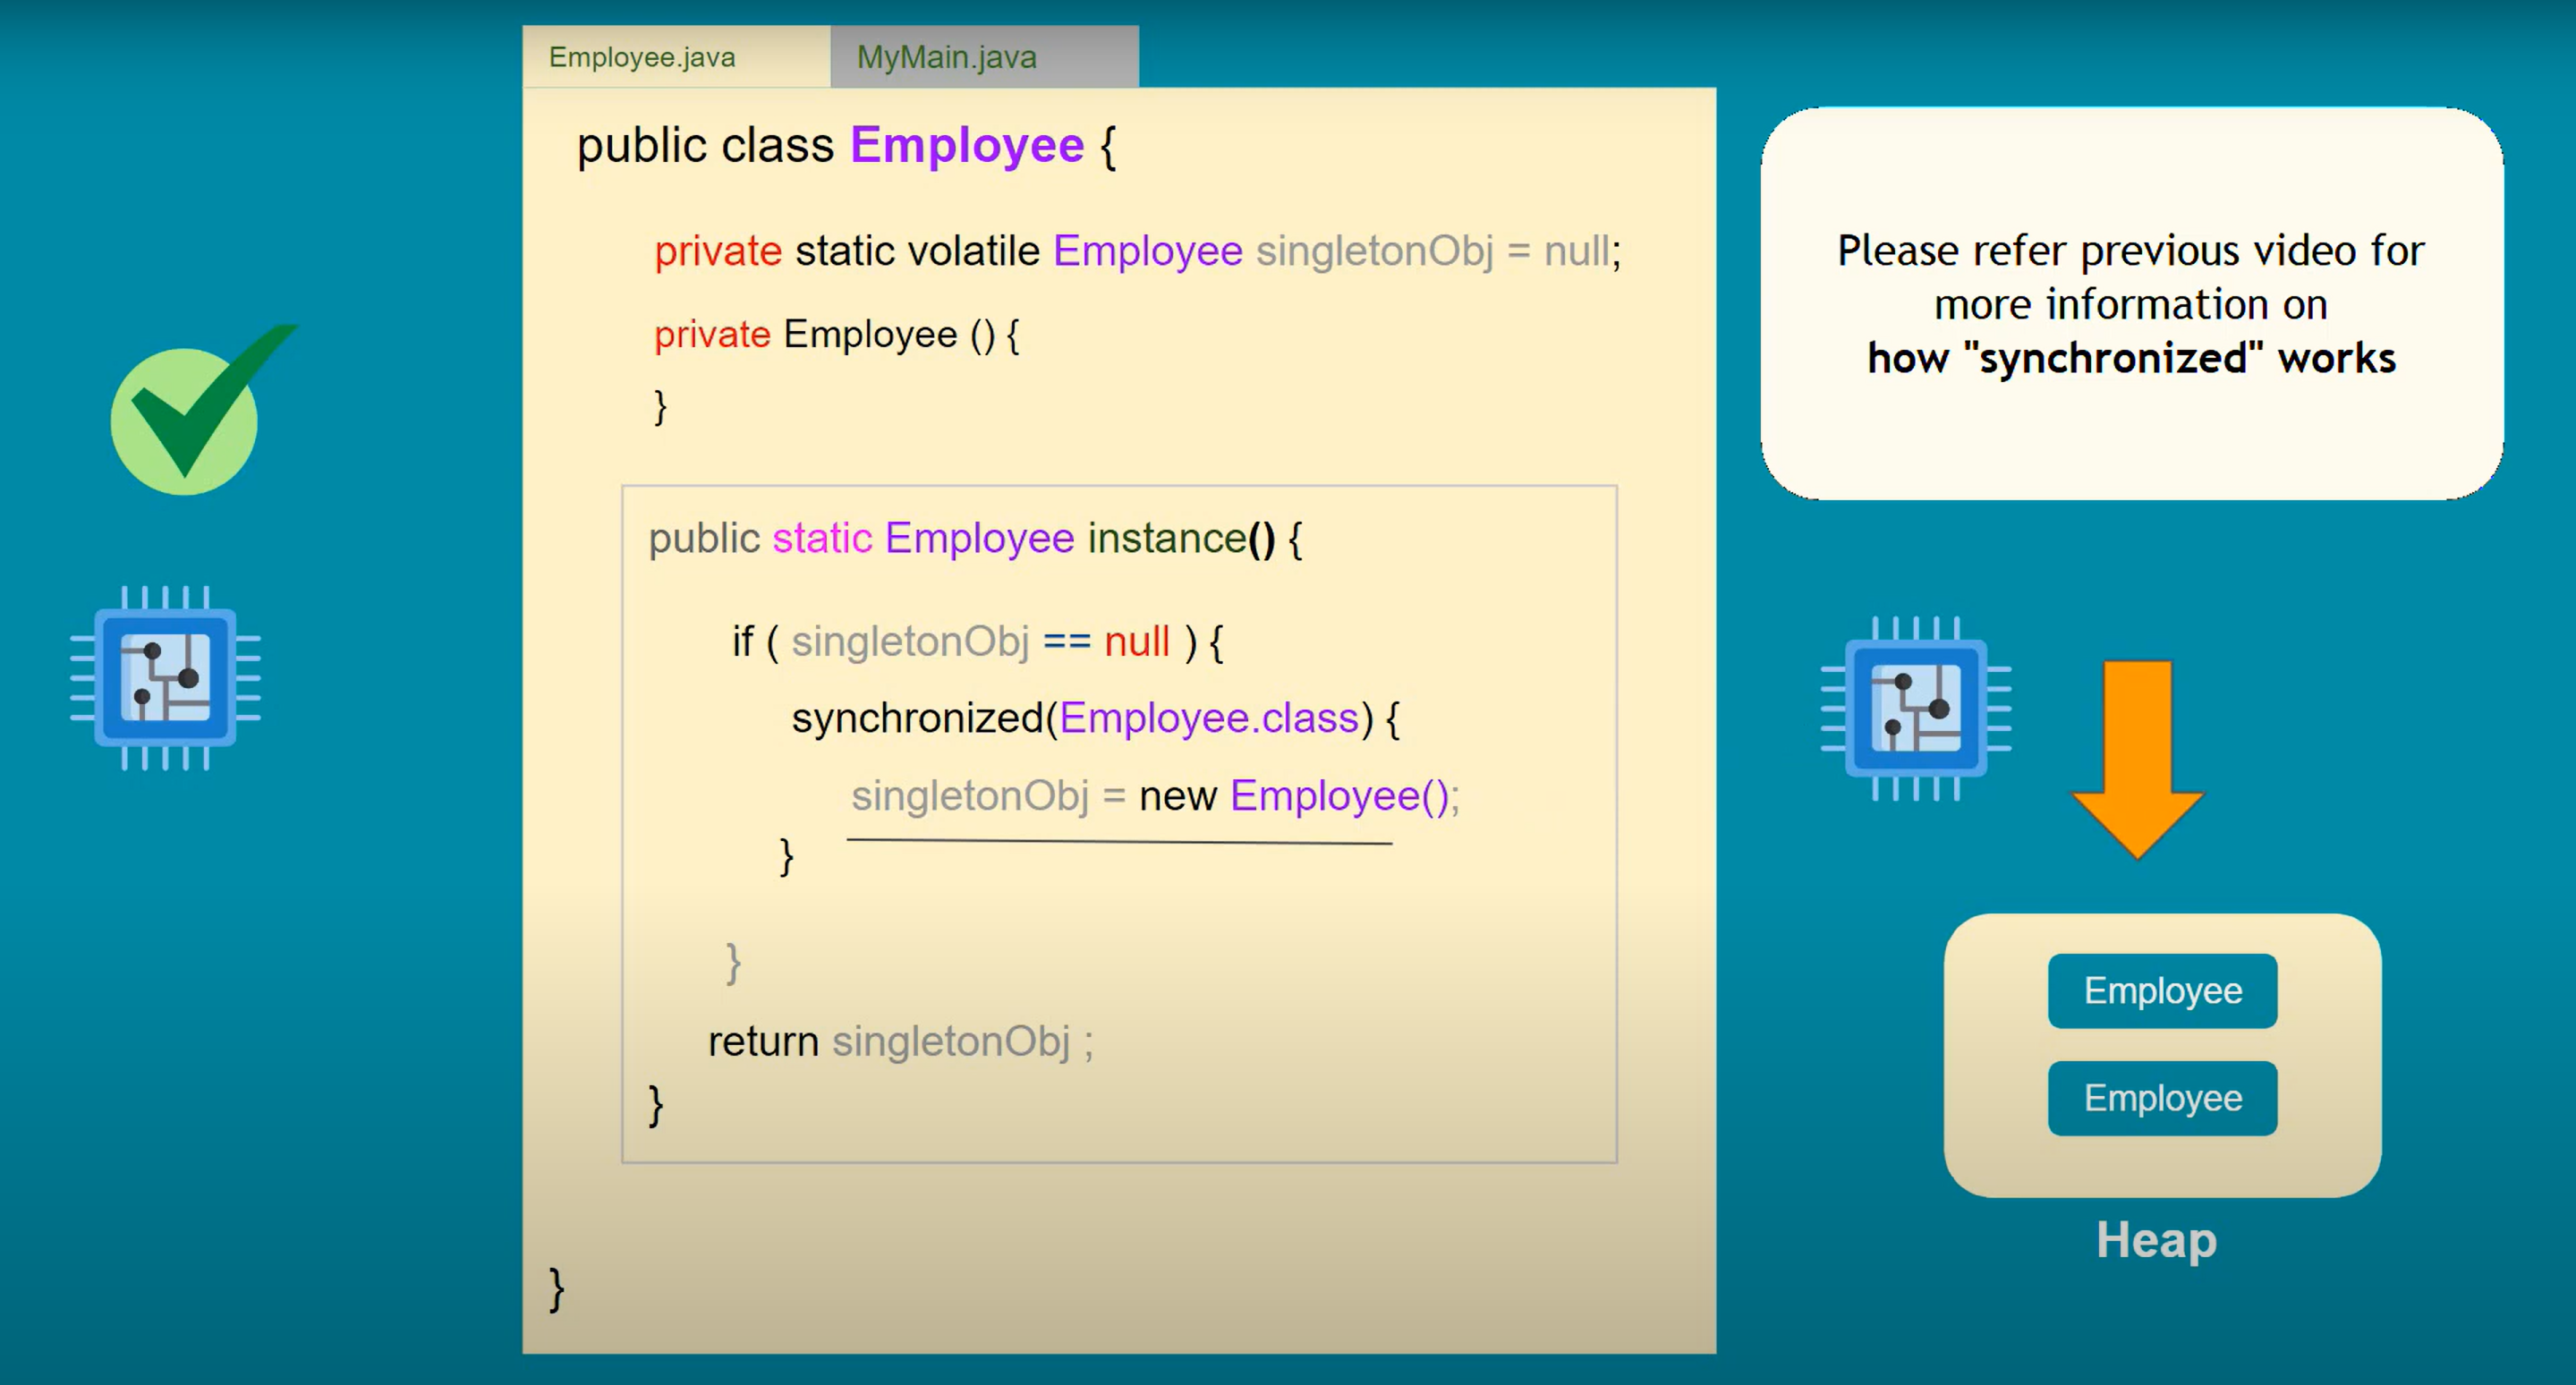 Employee.java
MyMain.java
public class Employee {
private static volatile Employee singletonObj = null;
private Employee () {
}
public static Employee instance() {
if ( singletonObj == null ) {
synchronized(Employee.class) {
singletonObj = new Employee();
}
}
return singletonObj ;
}
}
Please refer previous video for
more information on
how "synchronized" works
Employee
Employee
Heap